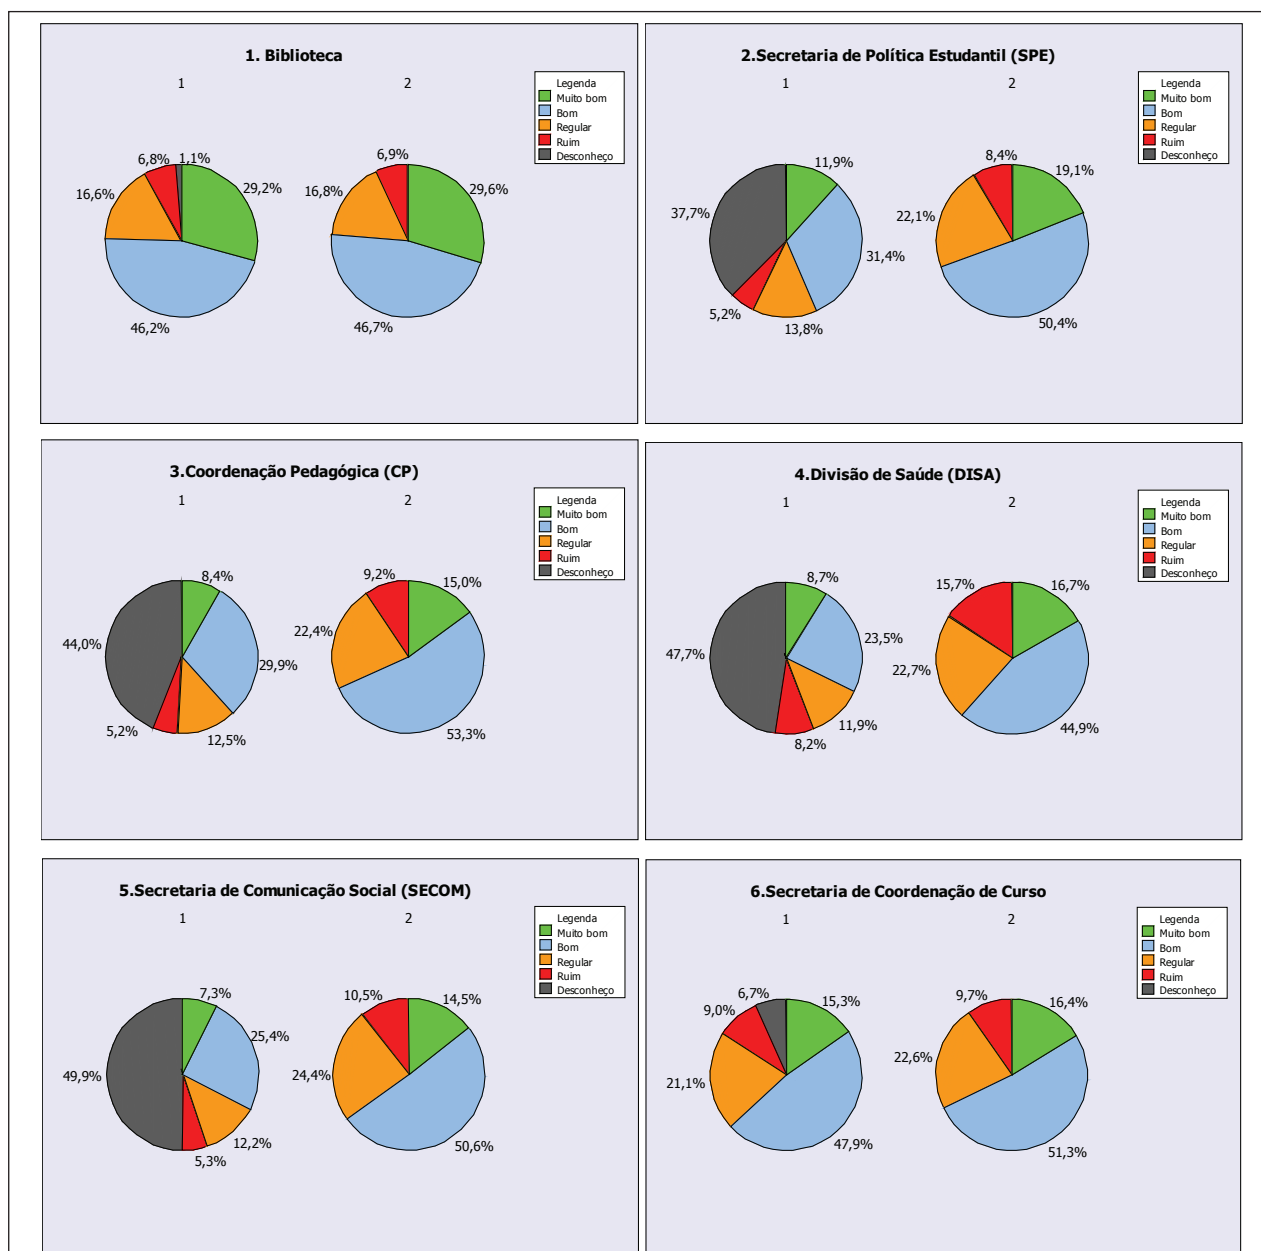 1. Biblioteca
1 2
Legenda
Muito bom
Bom
Regular
Ruim
Desconheço
6,8% 1,1%
29,2%
16,6%
46,2%
6,9%
29,6%
16,8%
46,7%
2.Secretaria de Política Estudantil (SPE)
1 2
Legenda
Muito bom
Bom
Regular
Ruim
Desconheço
11,9%
37,7%
31,4%
5,2%
13,8%
8,4%
19,1%
22,1%
50,4%
3.Coordenação Pedagógica (CP)
1 2
Legenda
Muito bom
Bom
Regular
Ruim
Desconheço
8,4%
44,0%
29,9%
5,2%
12,5%
9,2%
15,0%
22,4%
53,3%
4.Divisão de Saúde (DISA)
1 2
Legenda
Muito bom
Bom
Regular
Ruim
Desconheço
8,7%
23,5%
47,7%
11,9%
8,2%
15,7%
16,7%
22,7%
44,9%
5.Secretaria de Comunicação Social (SECOM)
1 2
Legenda
Muito bom
Bom
Regular
Ruim
Desconheço
7,3%
25,4%
49,9%
12,2%
5,3%
10,5%
14,5%
24,4%
50,6%
6.Secretaria de Coordenação de Curso
1 2
Legenda
Muito bom
Bom
Regular
Ruim
Desconheço
6,7%
15,3%
9,0%
21,1%
47,9%
9,7%
16,4%
22,6%
51,3%